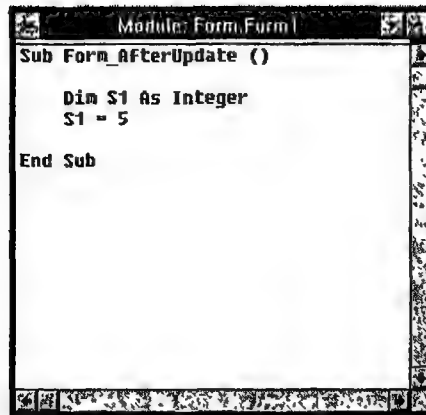 Module: Form.Form1
Sub Form_AfterUpdate ()
Dim S1 As Integer
S1 = 5
End Sub